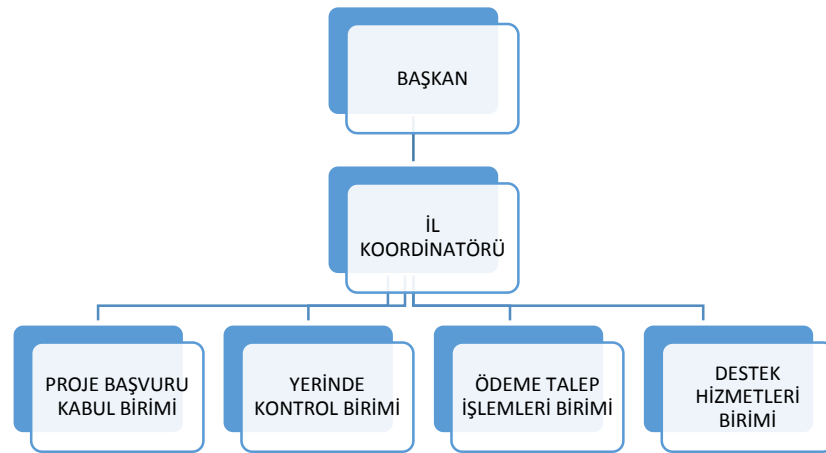 BAŞKAN
İL
KOORDİNATÖRÜ
PROJE BAŞVURU
KABUL BİRİMİ
YERİNDE
KONTROL BİRİMİ
ÖDEME TALEP
İŞLEMLERİ BİRİMİ
DESTEK
HİZMETLERİ
BİRİMİ